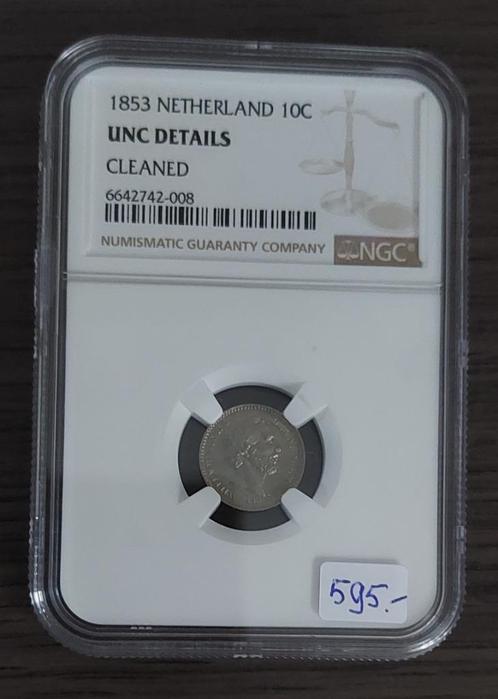 1853 NETHERLAND 10C
UNC DETAILS
CLEANED
6642742-008
NUMISMATIC GUARANTY COMPANY
NGC®
595.-